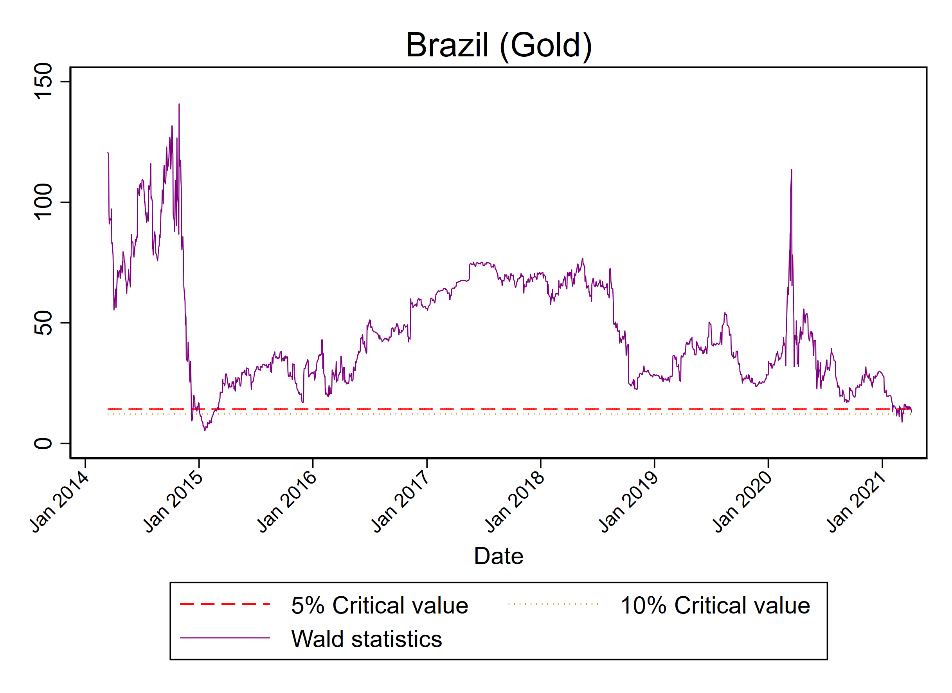 Brazil (Gold)
150
100
50
0
Jan 2014
Jan 2015
Jan 2016
Jan 2017
Jan 2018
Jan 2019
Jan 2020
Jan 2021
Date
5% Critical value
10% Critical value
Wald statistics